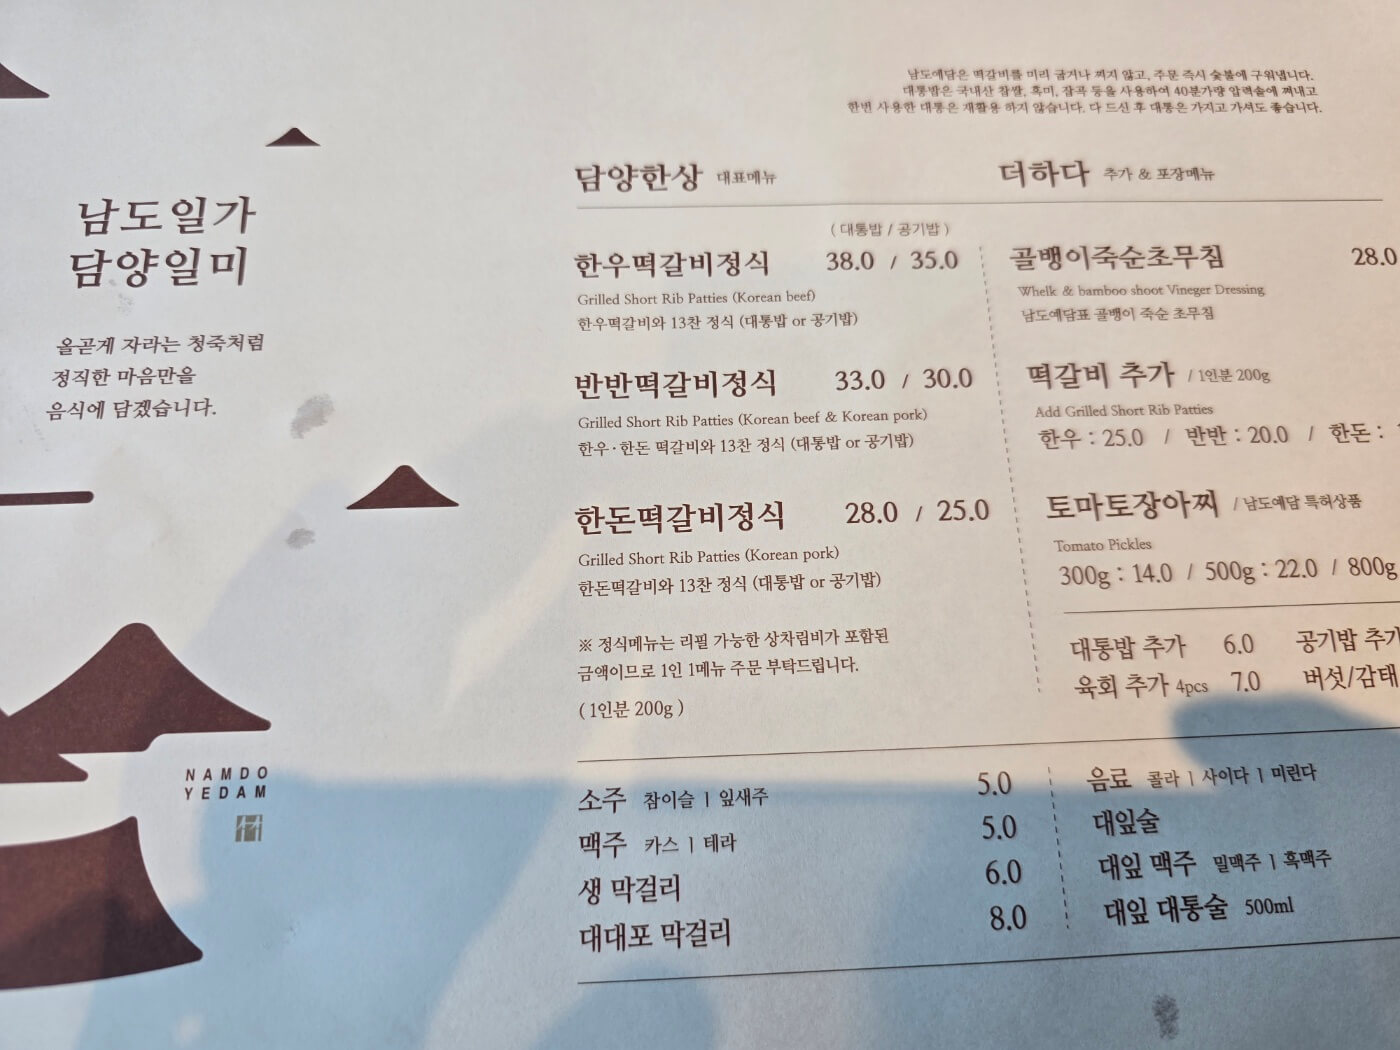 남도예담은 떡갈비를 미리 굽거나 찌지 않고, 주문 즉시 숯불에 구워냅니다.
대통밥은 국내산 찹쌀, 흑미, 잡곡 등을 사용하여 40분가량 압력솥에 쪄내고
한번 사용한 대통은 재활용 하지 않습니다. 다 드신 후 대통은 가지고 가셔도 좋습니다.
남도일가
담양일미
올곧게 자라는 청죽처럼
정직한 마음만을
음식에 담겠습니다.
NAMDO
YEDAM
담양한상 대표메뉴
(대통밥 / 공기밥)
한우떡갈비정식 38.0 / 35.0
Grilled Short Rib Patties (Korean beef)
한우떡갈비와 13찬 정식 (대통밥 or 공기밥)
반반떡갈비정식 33.0 / 30.0
Grilled Short Rib Patties (Korean beef & Korean pork)
한우·한돈 떡갈비와 13찬 정식 (대통밥 or 공기밥)
한돈떡갈비정식 28.0 / 25.0
Grilled Short Rib Patties (Korean pork)
한돈떡갈비와 13찬 정식 (대통밥 or 공기밥)
※ 정식메뉴는 리필 가능한 상차림비가 포함된
금액이므로 1인 1메뉴 주문 부탁드립니다.
(1인분 200g)
더하다 추가 & 포장메뉴
골뱅이죽순초무침 28.0
Whelk & bamboo shoot Vineger Dressing
남도예담표 골뱅이 죽순 초무침
떡갈비 추가 / 1인분 200g
Add Grilled Short Rib Patties
한우 : 25.0 / 반반 : 20.0 / 한돈 :
토마토장아찌 / 남도예담 특허상품
Tomato Pickles
300g : 14.0 / 500g : 22.0 / 800g
대통밥 추가 6.0 공기밥 추가
육회 추가 4pcs 7.0 버섯/감태
소주 참이슬 | 잎새주 5.0
맥주 카스 | 테라 5.0
생 막걸리 6.0
대대포 막걸리 8.0
음료 콜라 | 사이다 | 미린다
대잎술
대잎 맥주 밀맥주 | 흑맥주
대잎 대통술 500ml